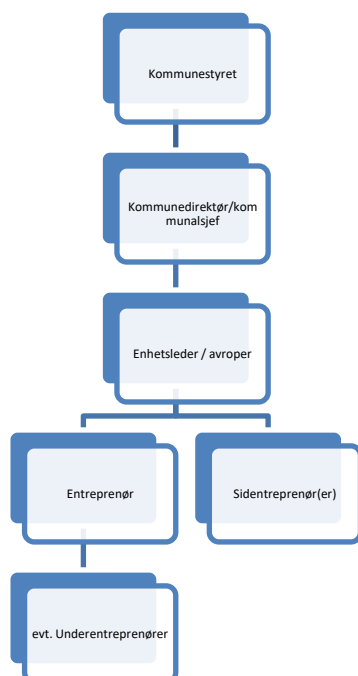 Kommunestyret
Kommunedirektør/kom
munalsjef
Enhetsleder / avroper
Entreprenør
Sidentreprenør(er)
evt. Underentreprenører